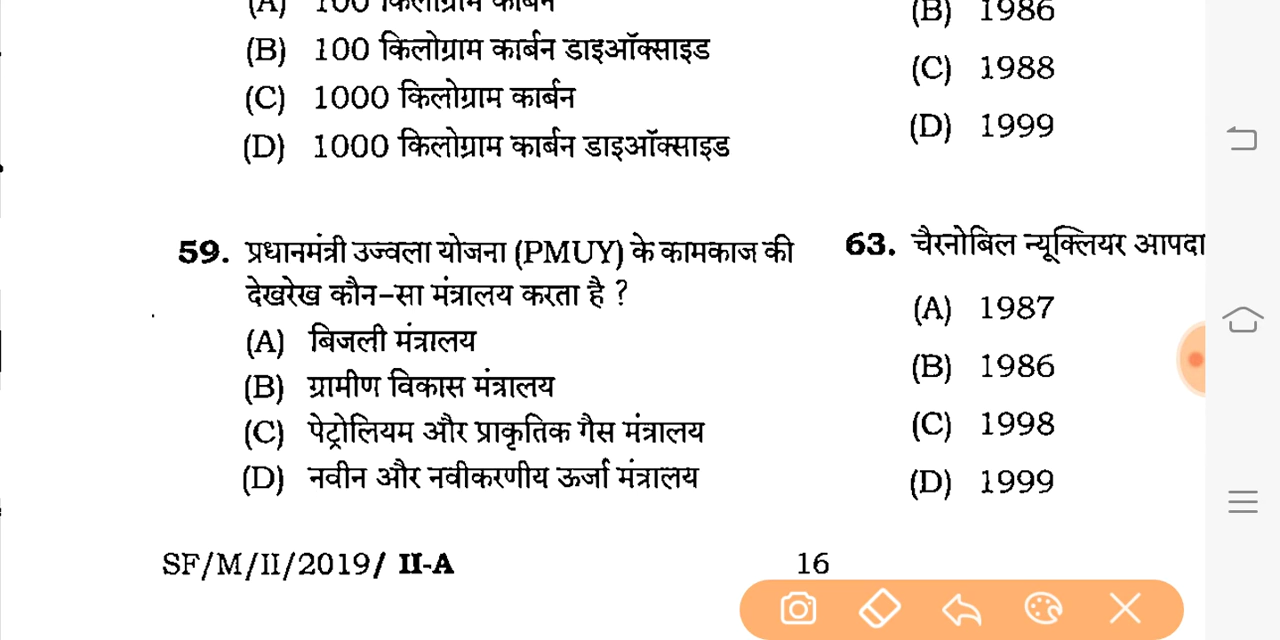 (A) 100 किलोग्राम कार्बन
(B) 100 किलोग्राम कार्बन डाइऑक्साइड
(C) 1000 किलोग्राम कार्बन
(D) 1000 किलोग्राम कार्बन डाइऑक्साइड
59. प्रधानमंत्री उज्वला योजना (PMUY) के कामकाज की
देखरेख कौन-सा मंत्रालय करता है ?
(A) बिजली मंत्रालय
(B) ग्रामीण विकास मंत्रालय
(C) पेट्रोलियम और प्राकृतिक गैस मंत्रालय
(D) नवीन और नवीकरणीय ऊर्जा मंत्रालय
(B) 1986
(C) 1988
(D) 1999
63. चैरनोबिल न्यूक्लियर आपदा
(A) 1987
(B) 1986
(C) 1998
(D) 1999
SF/M/II/2019/ II-A
16